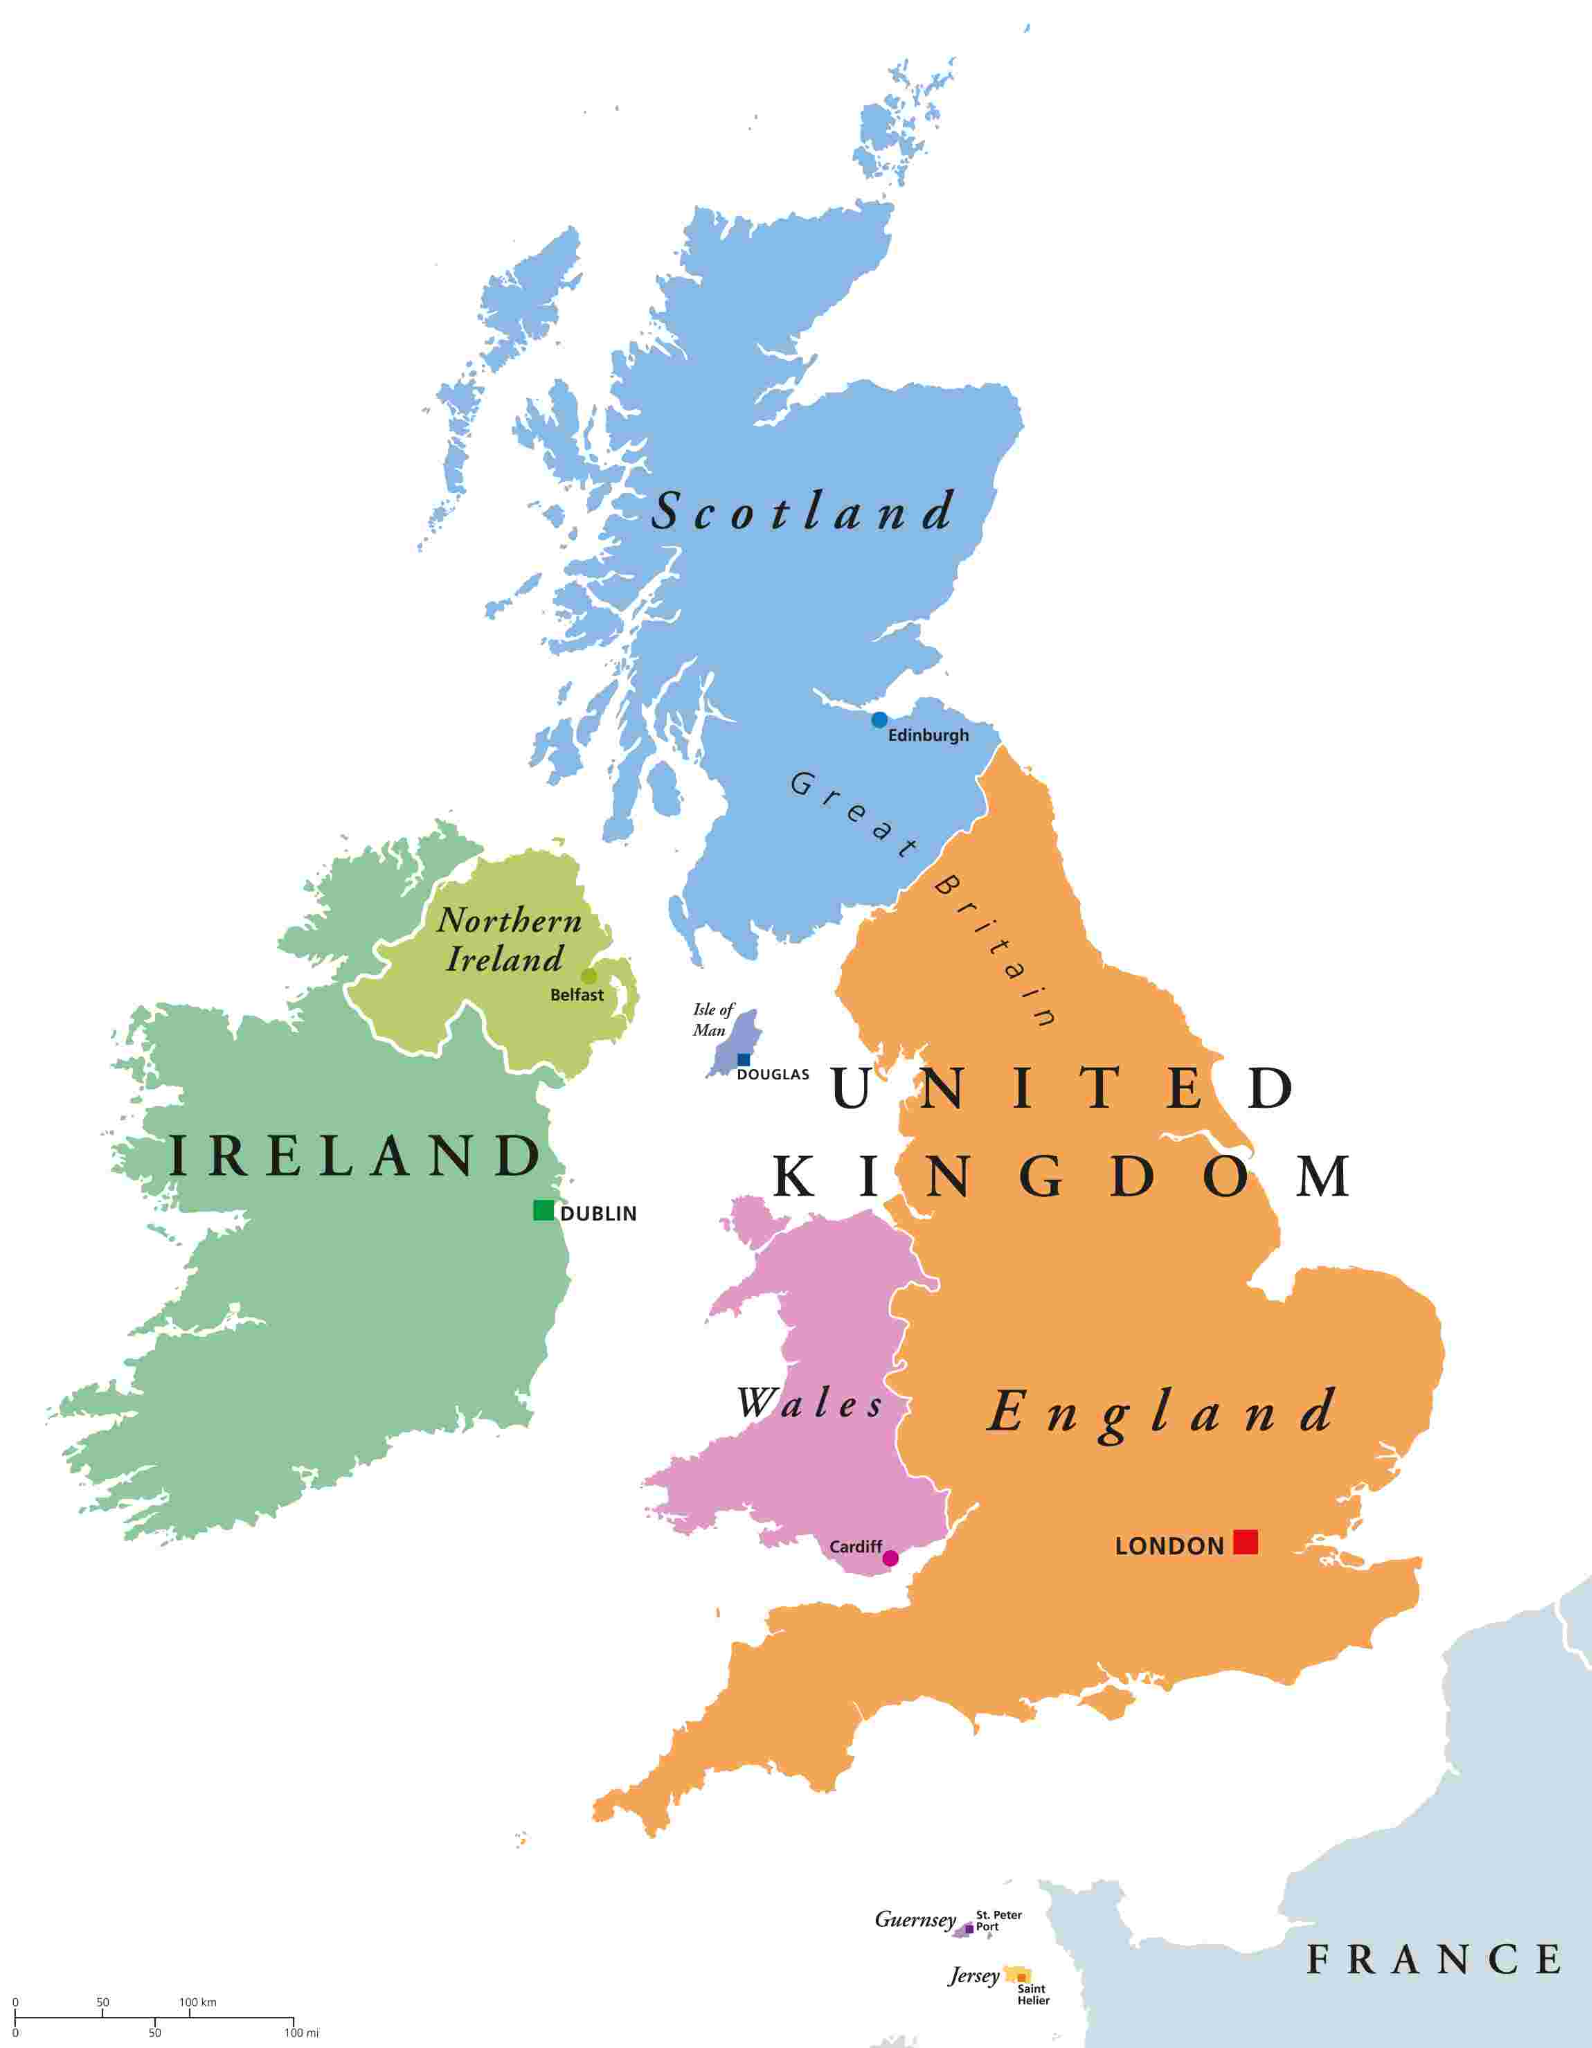 Scotland
Edinburgh
Great Britain
Northern
Ireland
Belfast
Isle of
Man
DOUGLAS
UNITED
KINGDOM
IRELAND
DUBLIN
Wales
England
Cardiff
LONDON
Guernsey
St. Peter
Port
Jersey
Saint
Helier
FRANCE
0 50 100 km
0 50 100 mi